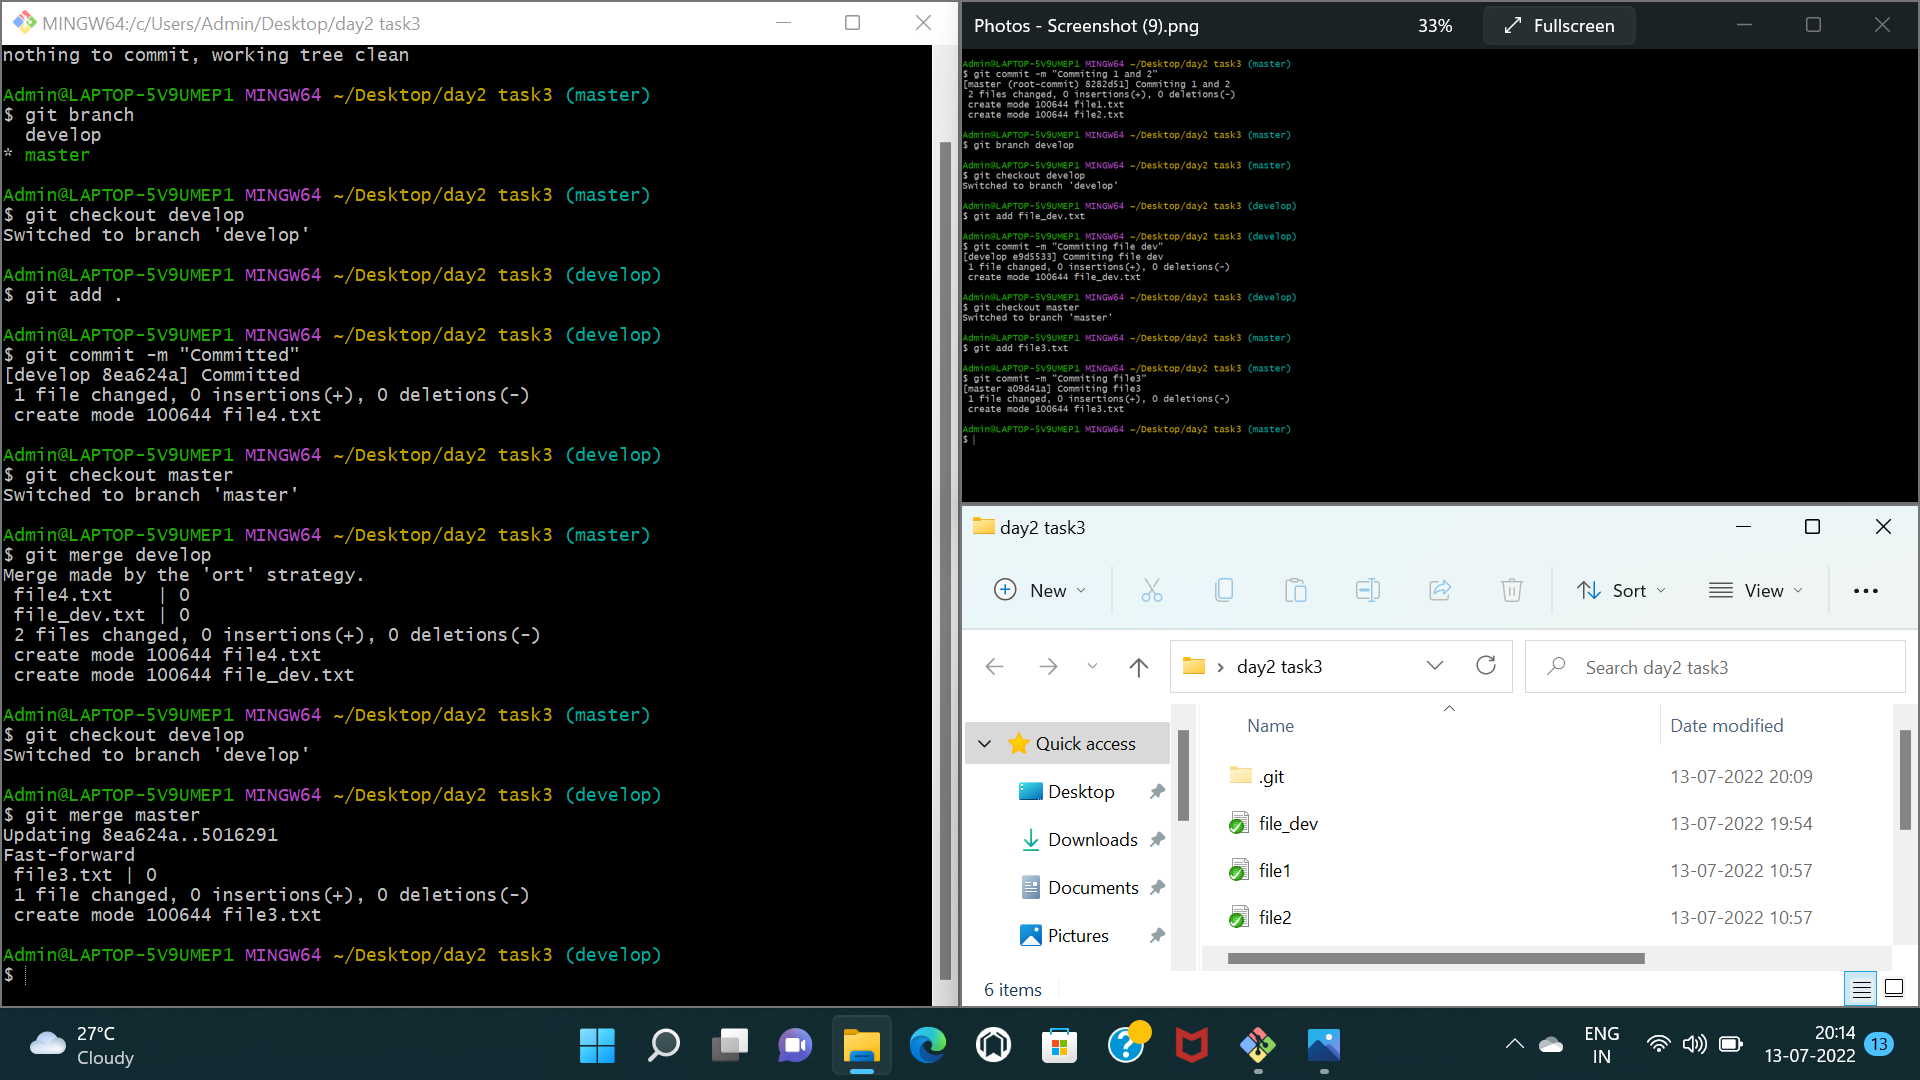 MINGW64:/c/Users/Admin/Desktop/day2 task3
nothing to commit, working tree clean
Admin@LAPTOP-5V9UMEP1 MINGW64 ~/Desktop/day2 task3 (master)
$ git branch
develop
* master
Admin@LAPTOP-5V9UMEP1 MINGW64 ~/Desktop/day2 task3 (master)
$ git checkout develop
Switched to branch 'develop'
Admin@LAPTOP-5V9UMEP1 MINGW64 ~/Desktop/day2 task3 (develop)
$ git add .
Admin@LAPTOP-5V9UMEP1 MINGW64 ~/Desktop/day2 task3 (develop)
$ git commit -m "Committed"
[develop 8ea624a] Committed
1 file changed, 0 insertions(+), 0 deletions(-)
create mode 100644 file4.txt
Admin@LAPTOP-5V9UMEP1 MINGW64 ~/Desktop/day2 task3 (develop)
$ git checkout master
Switched to branch 'master'
Admin@LAPTOP-5V9UMEP1 MINGW64 ~/Desktop/day2 task3 (master)
$ git merge develop
Merge made by the 'ort' strategy.
file4.txt | 0
file_dev.txt | 0
2 files changed, 0 insertions(+), 0 deletions(-)
create mode 100644 file4.txt
create mode 100644 file_dev.txt
Admin@LAPTOP-5V9UMEP1 MINGW64 ~/Desktop/day2 task3 (master)
$ git checkout develop
Switched to branch 'develop'
Admin@LAPTOP-5V9UMEP1 MINGW64 ~/Desktop/day2 task3 (develop)
$ git merge master
Updating 8ea624a..5016291
Fast-forward
file3.txt | 0
1 file changed, 0 insertions(+), 0 deletions(-)
create mode 100644 file3.txt
Admin@LAPTOP-5V9UMEP1 MINGW64 ~/Desktop/day2 task3 (develop)
$
Photos - Screenshot (9).png 33% Fullscreen
Admin@LAPTOP-5V9UMEP1 MINGW64 ~/Desktop/day2 task3 (master)
$ git commit -m "Commiting 1 and 2"
[master (root-commit) 8282d51] Commiting 1 and 2
2 files changed, 0 insertions(+), 0 deletions(-)
create mode 100644 file1.txt
create mode 100644 file2.txt
Admin@LAPTOP-5V9UMEP1 MINGW64 ~/Desktop/day2 task3 (master)
$ git branch develop
Admin@LAPTOP-5V9UMEP1 MINGW64 ~/Desktop/day2 task3 (master)
$ git checkout develop
Switched to branch 'develop'
Admin@LAPTOP-5V9UMEP1 MINGW64 ~/Desktop/day2 task3 (develop)
$ git add file_dev.txt
Admin@LAPTOP-5V9UMEP1 MINGW64 ~/Desktop/day2 task3 (develop)
$ git commit -m "Commiting file dev"
[develop e9d5533] Commiting file dev
1 file changed, 0 insertions(+), 0 deletions(-)
create mode 100644 file_dev.txt
Admin@LAPTOP-5V9UMEP1 MINGW64 ~/Desktop/day2 task3 (develop)
$ git checkout master
Switched to branch 'master'
Admin@LAPTOP-5V9UMEP1 MINGW64 ~/Desktop/day2 task3 (master)
$ git add file3.txt
Admin@LAPTOP-5V9UMEP1 MINGW64 ~/Desktop/day2 task3 (master)
$ git commit -m "Commiting file3"
[master a09d41a] Commiting file3
1 file changed, 0 insertions(+), 0 deletions(-)
create mode 100644 file3.txt
Admin@LAPTOP-5V9UMEP1 MINGW64 ~/Desktop/day2 task3 (master)
$
day2 task3
New Sort View
day2 task3 Search day2 task3
Quick access
Desktop
Downloads
Documents
Pictures
Name Date modified
.git 13-07-2022 20:09
file_dev 13-07-2022 19:54
file1 13-07-2022 10:57
file2 13-07-2022 10:57
6 items
27°C
Cloudy
ENG
IN
20:14
13-07-2022
13